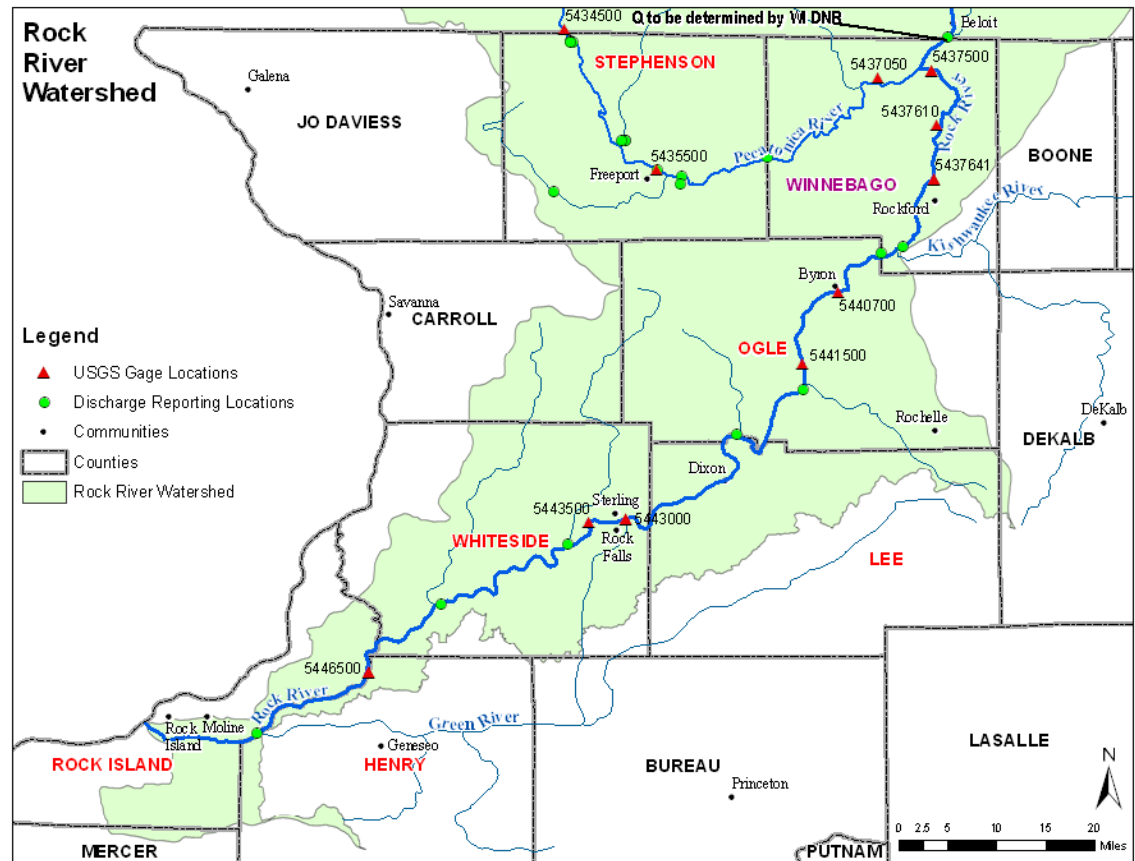 Rock
River
Watershed
Q to be determined by WI DNR
Beloit
5434500
STEPHENSON
5437050
5437500
Galena
JO DAVIESS
5437610
Rock River
Pecatonica River
5435500
Freeport
WINNEBAGO
5437641
BOONE
Rockford
Kishwaukee River
Byron
5440700
Savanna
CARROLL
OGLE
5441500
Legend
USGS Gage Locations
Discharge Reporting Locations
Communities
Counties
Rock River Watershed
Rochelle
DeKalb
DEKALB
Dixon
Sterling
5443500
5443000
Rock
Falls
WHITESIDE
LEE
5446500
Rock River
Green River
Rock
Island
Moline
Geneseo
ROCK ISLAND
HENRY
BUREAU
LASALLE
Princeton
N
0 2.5 5 10 15 20
Miles
MERCER
PUTNAM